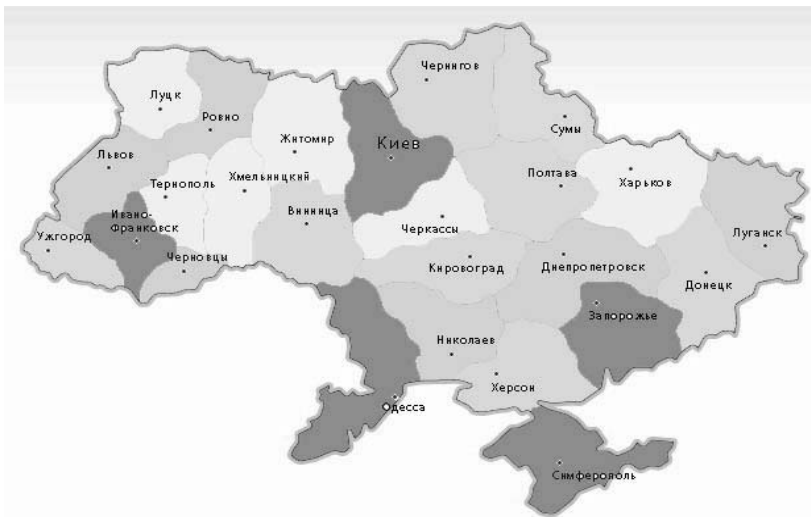 Чернигов
Луцк
Ровно
Сумы
Житомир
Киев
Львов
Полтава
Харьков
Тернополь
Хмельницкий
Винница
Ивано-
Франковск
Черкассы
Ужгород
Луганск
Черновцы
Кировоград
Днепропетровск
Донецк
Запорожье
Николаев
Херсон
Одесса
Симферополь